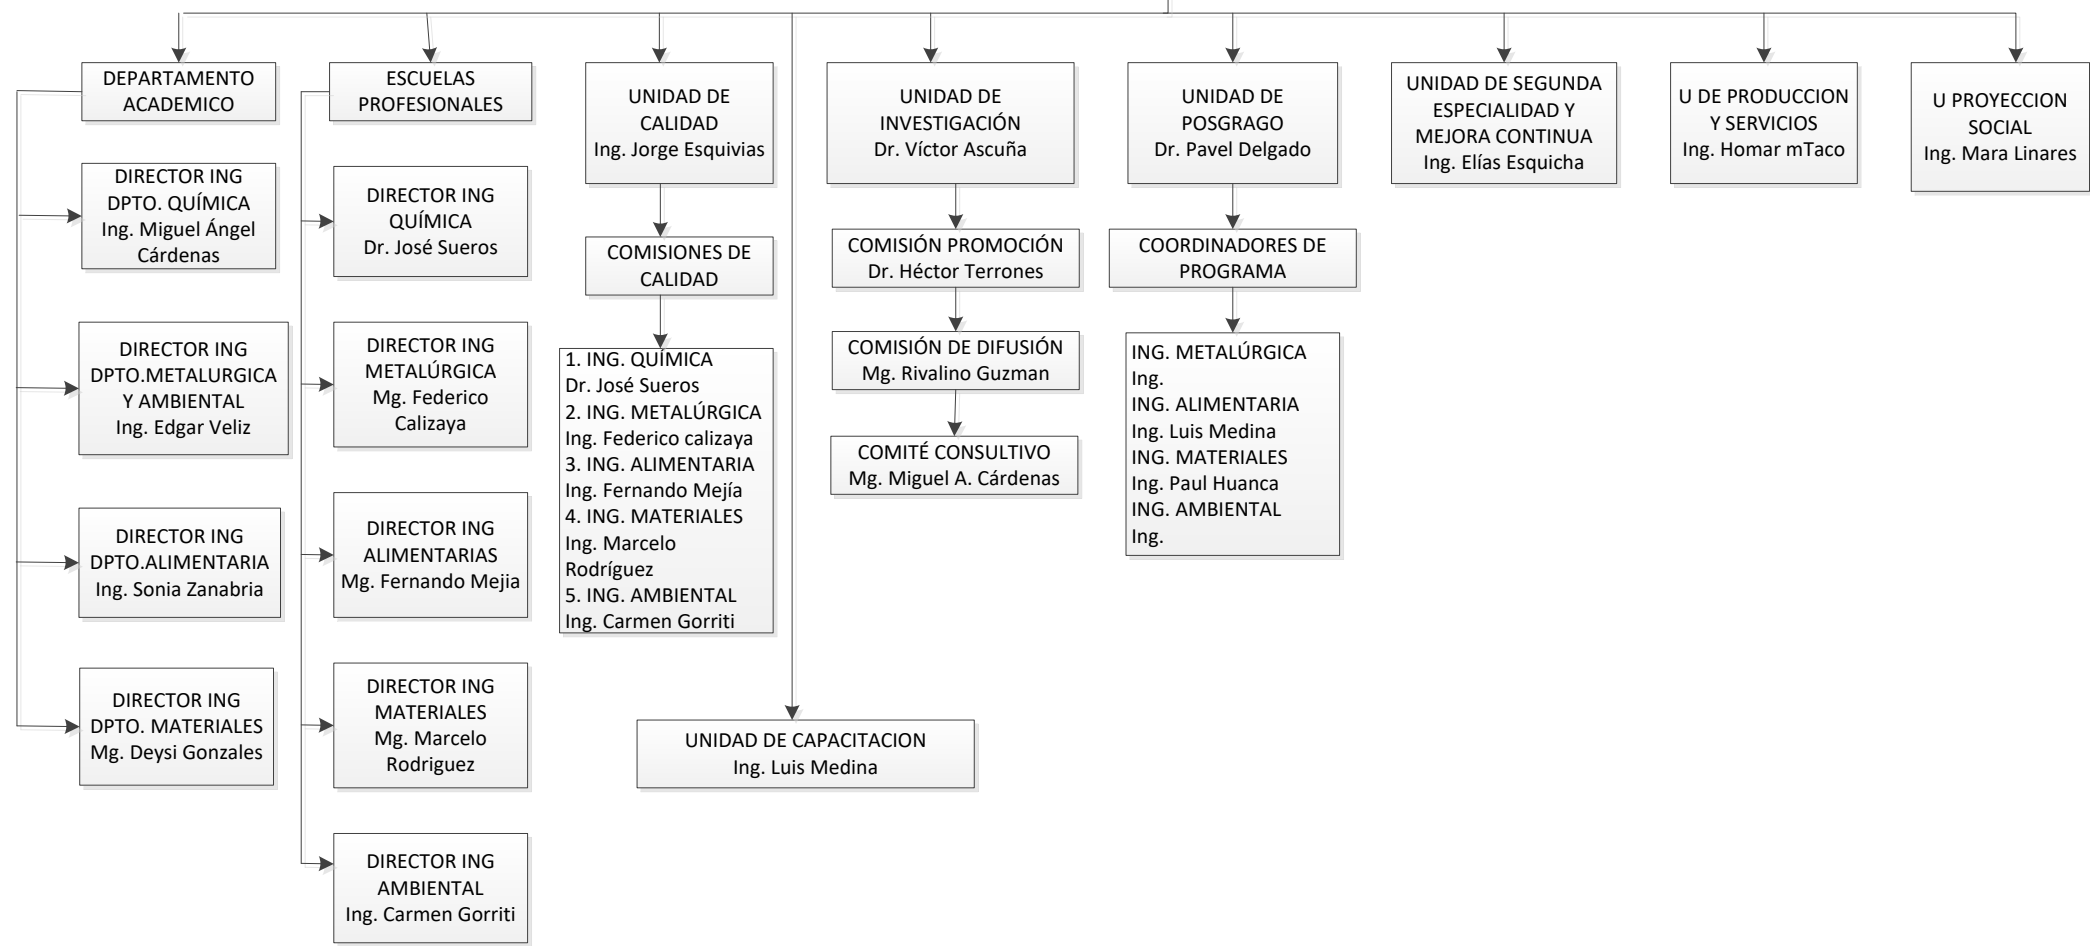 DEPARTAMENTO
ACADEMICO
DIRECTOR ING
DPTO. QUÍMICA
Ing. Miguel Ángel
Cárdenas
DIRECTOR ING
DPTO.METALURGICA
Y AMBIENTAL
Ing. Edgar Veliz
DIRECTOR ING
DPTO.ALIMENTARIA
Ing. Sonia Zanabria
DIRECTOR ING
DPTO. MATERIALES
Mg. Deysi Gonzales
ESCUELAS
PROFESIONALES
DIRECTOR ING
QUÍMICA
Dr. José Sueros
DIRECTOR ING
METALÚRGICA
Mg. Federico
Calizaya
DIRECTOR ING
ALIMENTARIAS
Mg. Fernando Mejia
DIRECTOR ING
MATERIALES
Mg. Marcelo
Rodriguez
DIRECTOR ING
AMBIENTAL
Ing. Carmen Gorriti
UNIDAD DE
CALIDAD
Ing. Jorge Esquivias
COMISIONES DE
CALIDAD
1. ING. QUÍMICA
Dr. José Sueros
2. ING. METALÚRGICA
Ing. Federico calizaya
3. ING. ALIMENTARIA
Ing. Fernando Mejía
4. ING. MATERIALES
Ing. Marcelo
Rodríguez
5. ING. AMBIENTAL
Ing. Carmen Gorriti
UNIDAD DE CAPACITACION
Ing. Luis Medina
UNIDAD DE
INVESTIGACIÓN
Dr. Víctor Ascuña
COMISIÓN PROMOCIÓN
Dr. Héctor Terrones
COMISIÓN DE DIFUSIÓN
Mg. Rivalino Guzman
COMITÉ CONSULTIVO
Mg. Miguel A. Cárdenas
UNIDAD DE
POSGRAGO
Dr. Pavel Delgado
COORDINADORES DE
PROGRAMA
ING. METALÚRGICA
Ing.
ING. ALIMENTARIA
Ing. Luis Medina
ING. MATERIALES
Ing. Paul Huanca
ING. AMBIENTAL
Ing.
UNIDAD DE SEGUNDA
ESPECIALIDAD Y
MEJORA CONTINUA
Ing. Elías Esquicha
U DE PRODUCCION
Y SERVICIOS
Ing. Homar mTaco
U PROYECCION
SOCIAL
Ing. Mara Linares